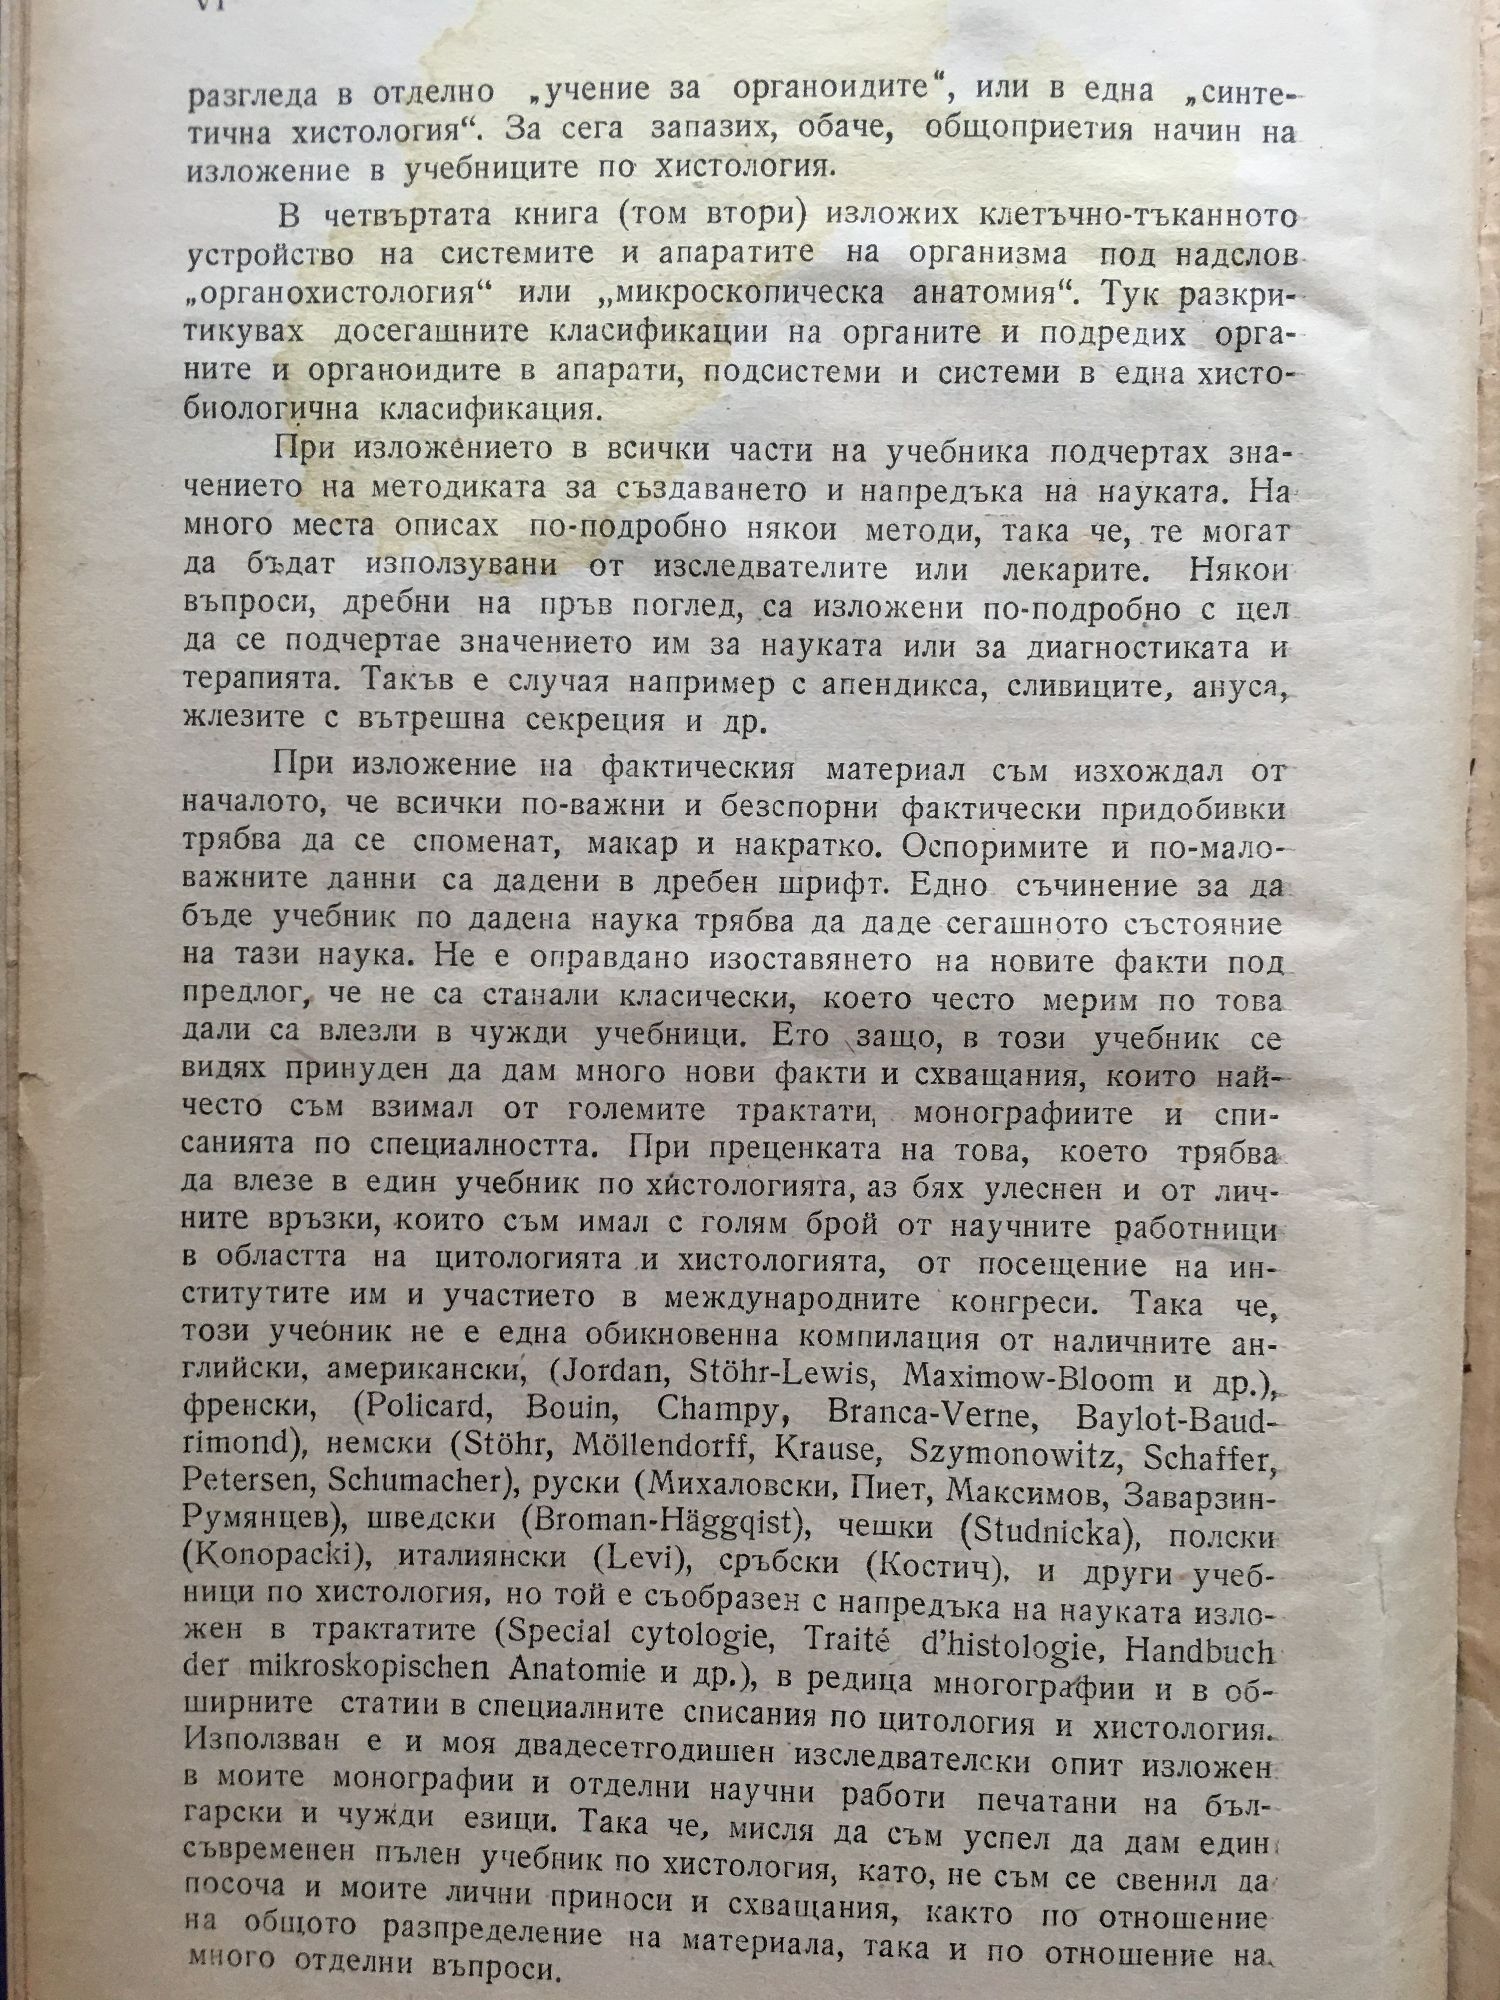 VI
разгледа в отделно „учение за органоидите“, или в една „синте-
тична хистология“. За сега запазих, обаче, общоприетия начин на
изложение в учебниците по хистология.
В четвъртата книга (том втори) изложих клетъчно-тъканното
устройство на системите и апаратите на организма под надслов
„органохистология“ или „микроскопическа анатомия“. Тук разкри-
тикувах досегашните класификации на органите и подредих орга-
ните и органоидите в апарати, подсистеми и системи в една хисто-
биологична класификация.
При изложението в всички части на учебника подчертах зна-
чението на методиката за създаването и напредъка на науката. На
много места описах по-подробно някои методи, така че, те могат
да бъдат използувани от изследвателите или лекарите. Някои
въпроси, дребни на пръв поглед, са изложени по-подробно с цел
да се подчертае значението им за науката или за диагностиката и
терапията. Такъв е случая например с апендикса, сливиците, ануса,
жлезите с вътрешна секреция и др.
При изложение на фактическия материал съм изхождал от
началото, че всички по-важни и безспорни фактически придобивки
трябва да се споменат, макар и накратко. Оспоримите и по-мало-
важните данни са дадени в дребен шрифт. Едно съчинение за да
бъде учебник по дадена наука трябва да даде сегашното състояние
на тази наука. Не е оправдано изоставянето на новите факти под
предлог, че не са станали класически, което често мерим по това
дали са влезли в чужди учебници. Ето защо, в този учебник се
видях принуден да дам много нови факти и схващания, които най-
често съм взимал от големите трактати, монографиите и спи-
санията по специалността. При преценката на това, което трябва
да влезе в един учебник по хистологията, аз бях улеснен и от лич-
ните връзки, които съм имал с голям брой от научните работници
в областта на цитологията и хистологията, от посещение на ин-
ститутите им и участието в международните конгреси. Така че,
този учебник не е една обикновенна компилация от наличните ан-
глийски, американски, (Jordan, Stöhr-Lewis, Maximow-Bloom и др.),
френски, (Policard, Bouin, Champy, Branca-Verne, Baylot-Baud-
rimond), немски (Stöhr, Möllendorff, Krause, Szymonowitz, Schaffer,
Petersen, Schumacher), руски (Михаловски, Пиет, Максимов, Заварзин-
Румянцев), шведски (Broman-Häggqist), чешки (Studnicka), полски
(Konopacki), италиянски (Levi), сръбски (Костич), и други учеб-
ници по хистология, но той е съобразен с напредъка на науката изло-
жен в трактатите (Special cytologie, Traité d’histologie, Handbuch
der mikroskopischen Anatomie и др.), в редица многографии и в об-
ширните статии в специалните списания по цитология и хистология.
Използван е и моя двадесетгодишен изследвателски опит изложен
в моите монографии и отделни научни работи печатани на бъл-
гарски и чужди езици. Така че, мисля да съм успел да дам един
съвременен пълен учебник по хистология, като, не съм се свенил да
посоча и моите лични приноси и схващания, както по отношение
на общото разпределение на материала, така и по отношение на
много отделни въпроси.